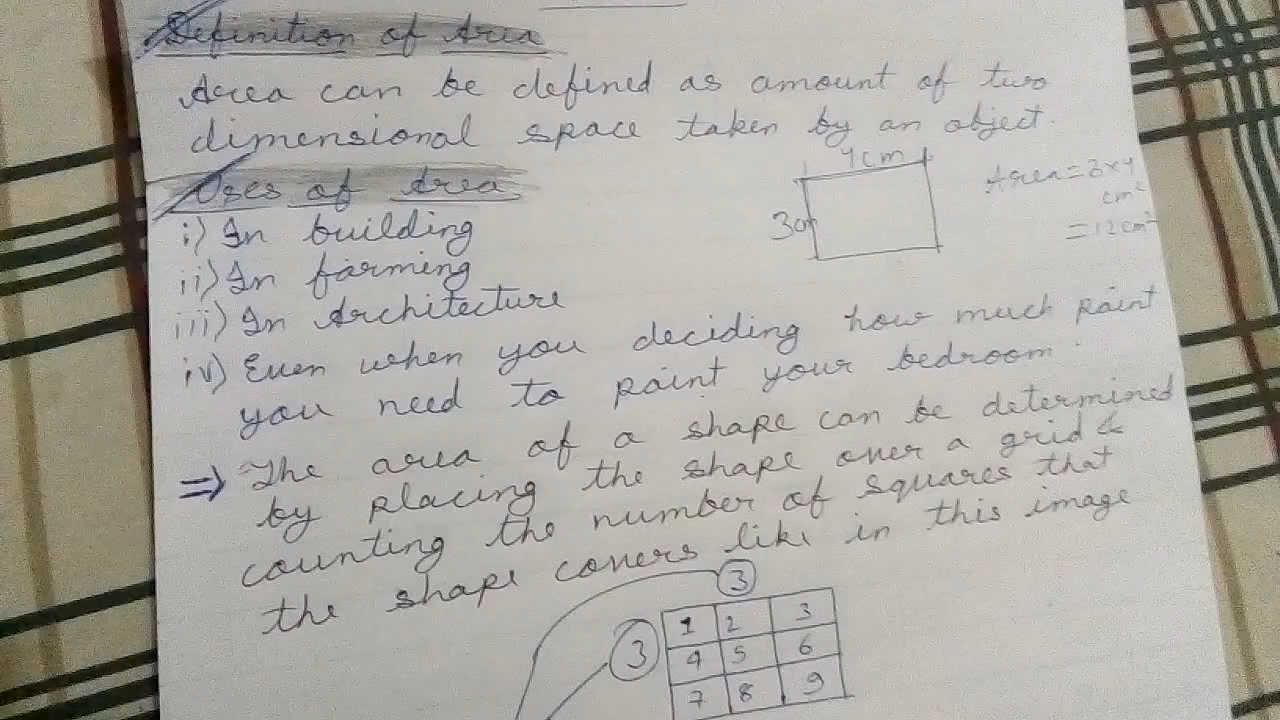 Definition of Area
Area can be defined as amount of two
dimensional space taken by an object.
4cm
Area = 3x4
cm²
= 12cm²
Uses of Area
i) In building
ii) In farming
iii) In Architecture
iv) Even when you deciding how much paint
you need to paint your bedroom.
⇒ The area of a shape can be determined
by placing the shape over a grid &
counting the number of squares that
the shape covers like in this image
3
3
1 2 3
4 5 6
7 8 9